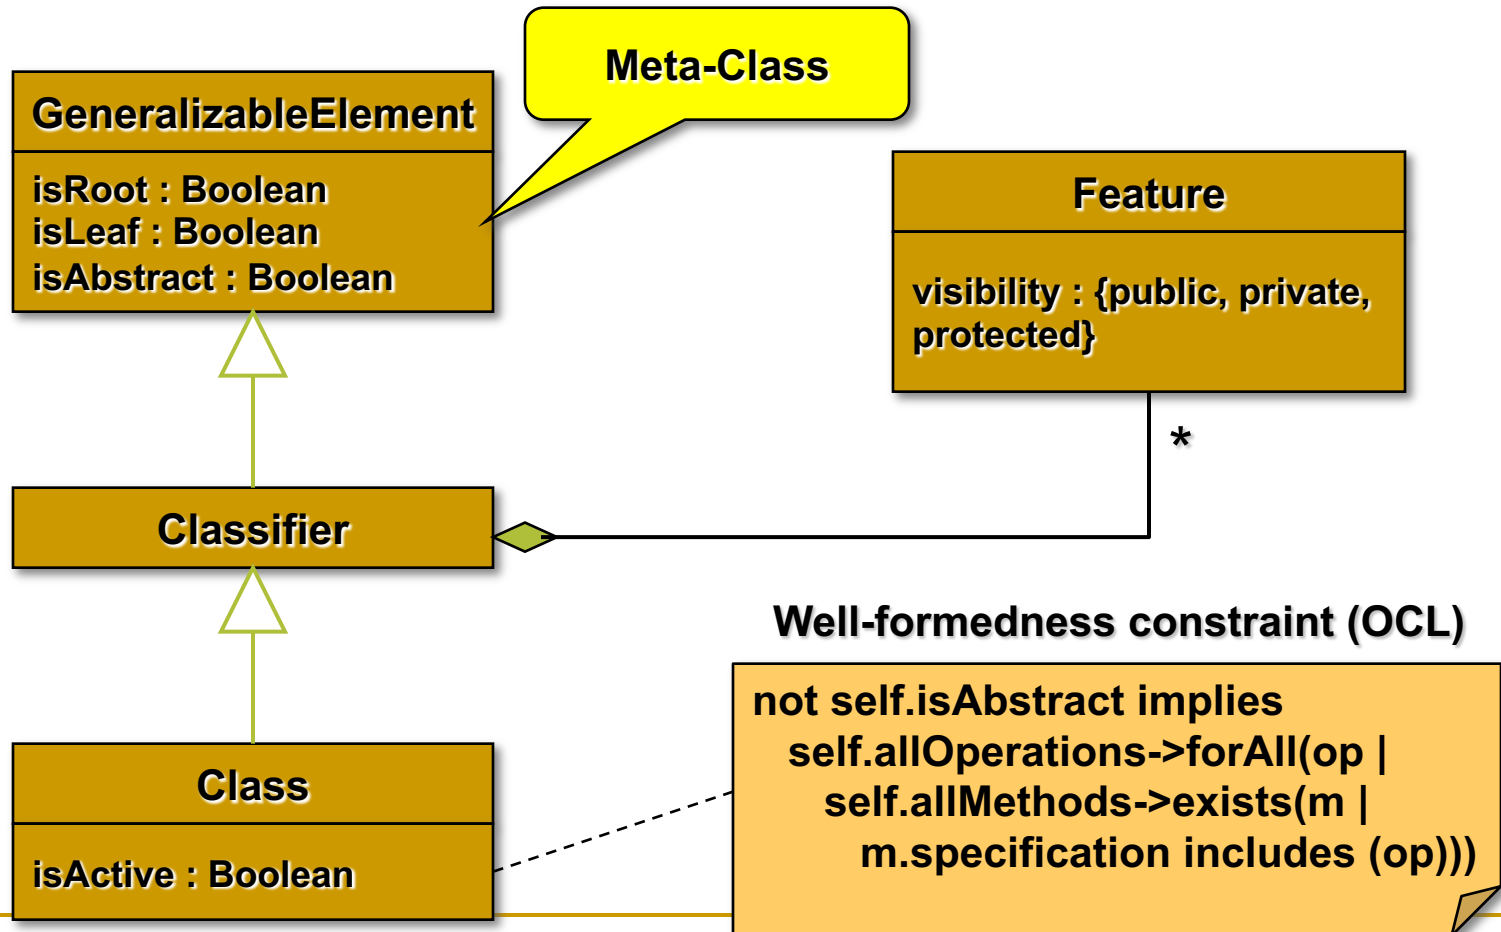 Meta-Class
GeneralizableElement
isRoot : Boolean
isLeaf : Boolean
isAbstract : Boolean
Feature
visibility : {public, private,
protected}
*
Classifier
Well-formedness constraint (OCL)
not self.isAbstract implies
self.allOperations->forAll(op |
self.allMethods->exists(m |
m.specification includes (op)))
Class
isActive : Boolean